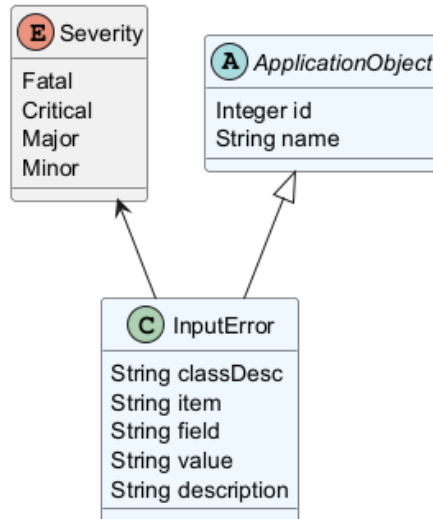 E Severity
Fatal
Critical
Major
Minor
A ApplicationObject
Integer id
String name
C InputError
String classDesc
String item
String field
String value
String description